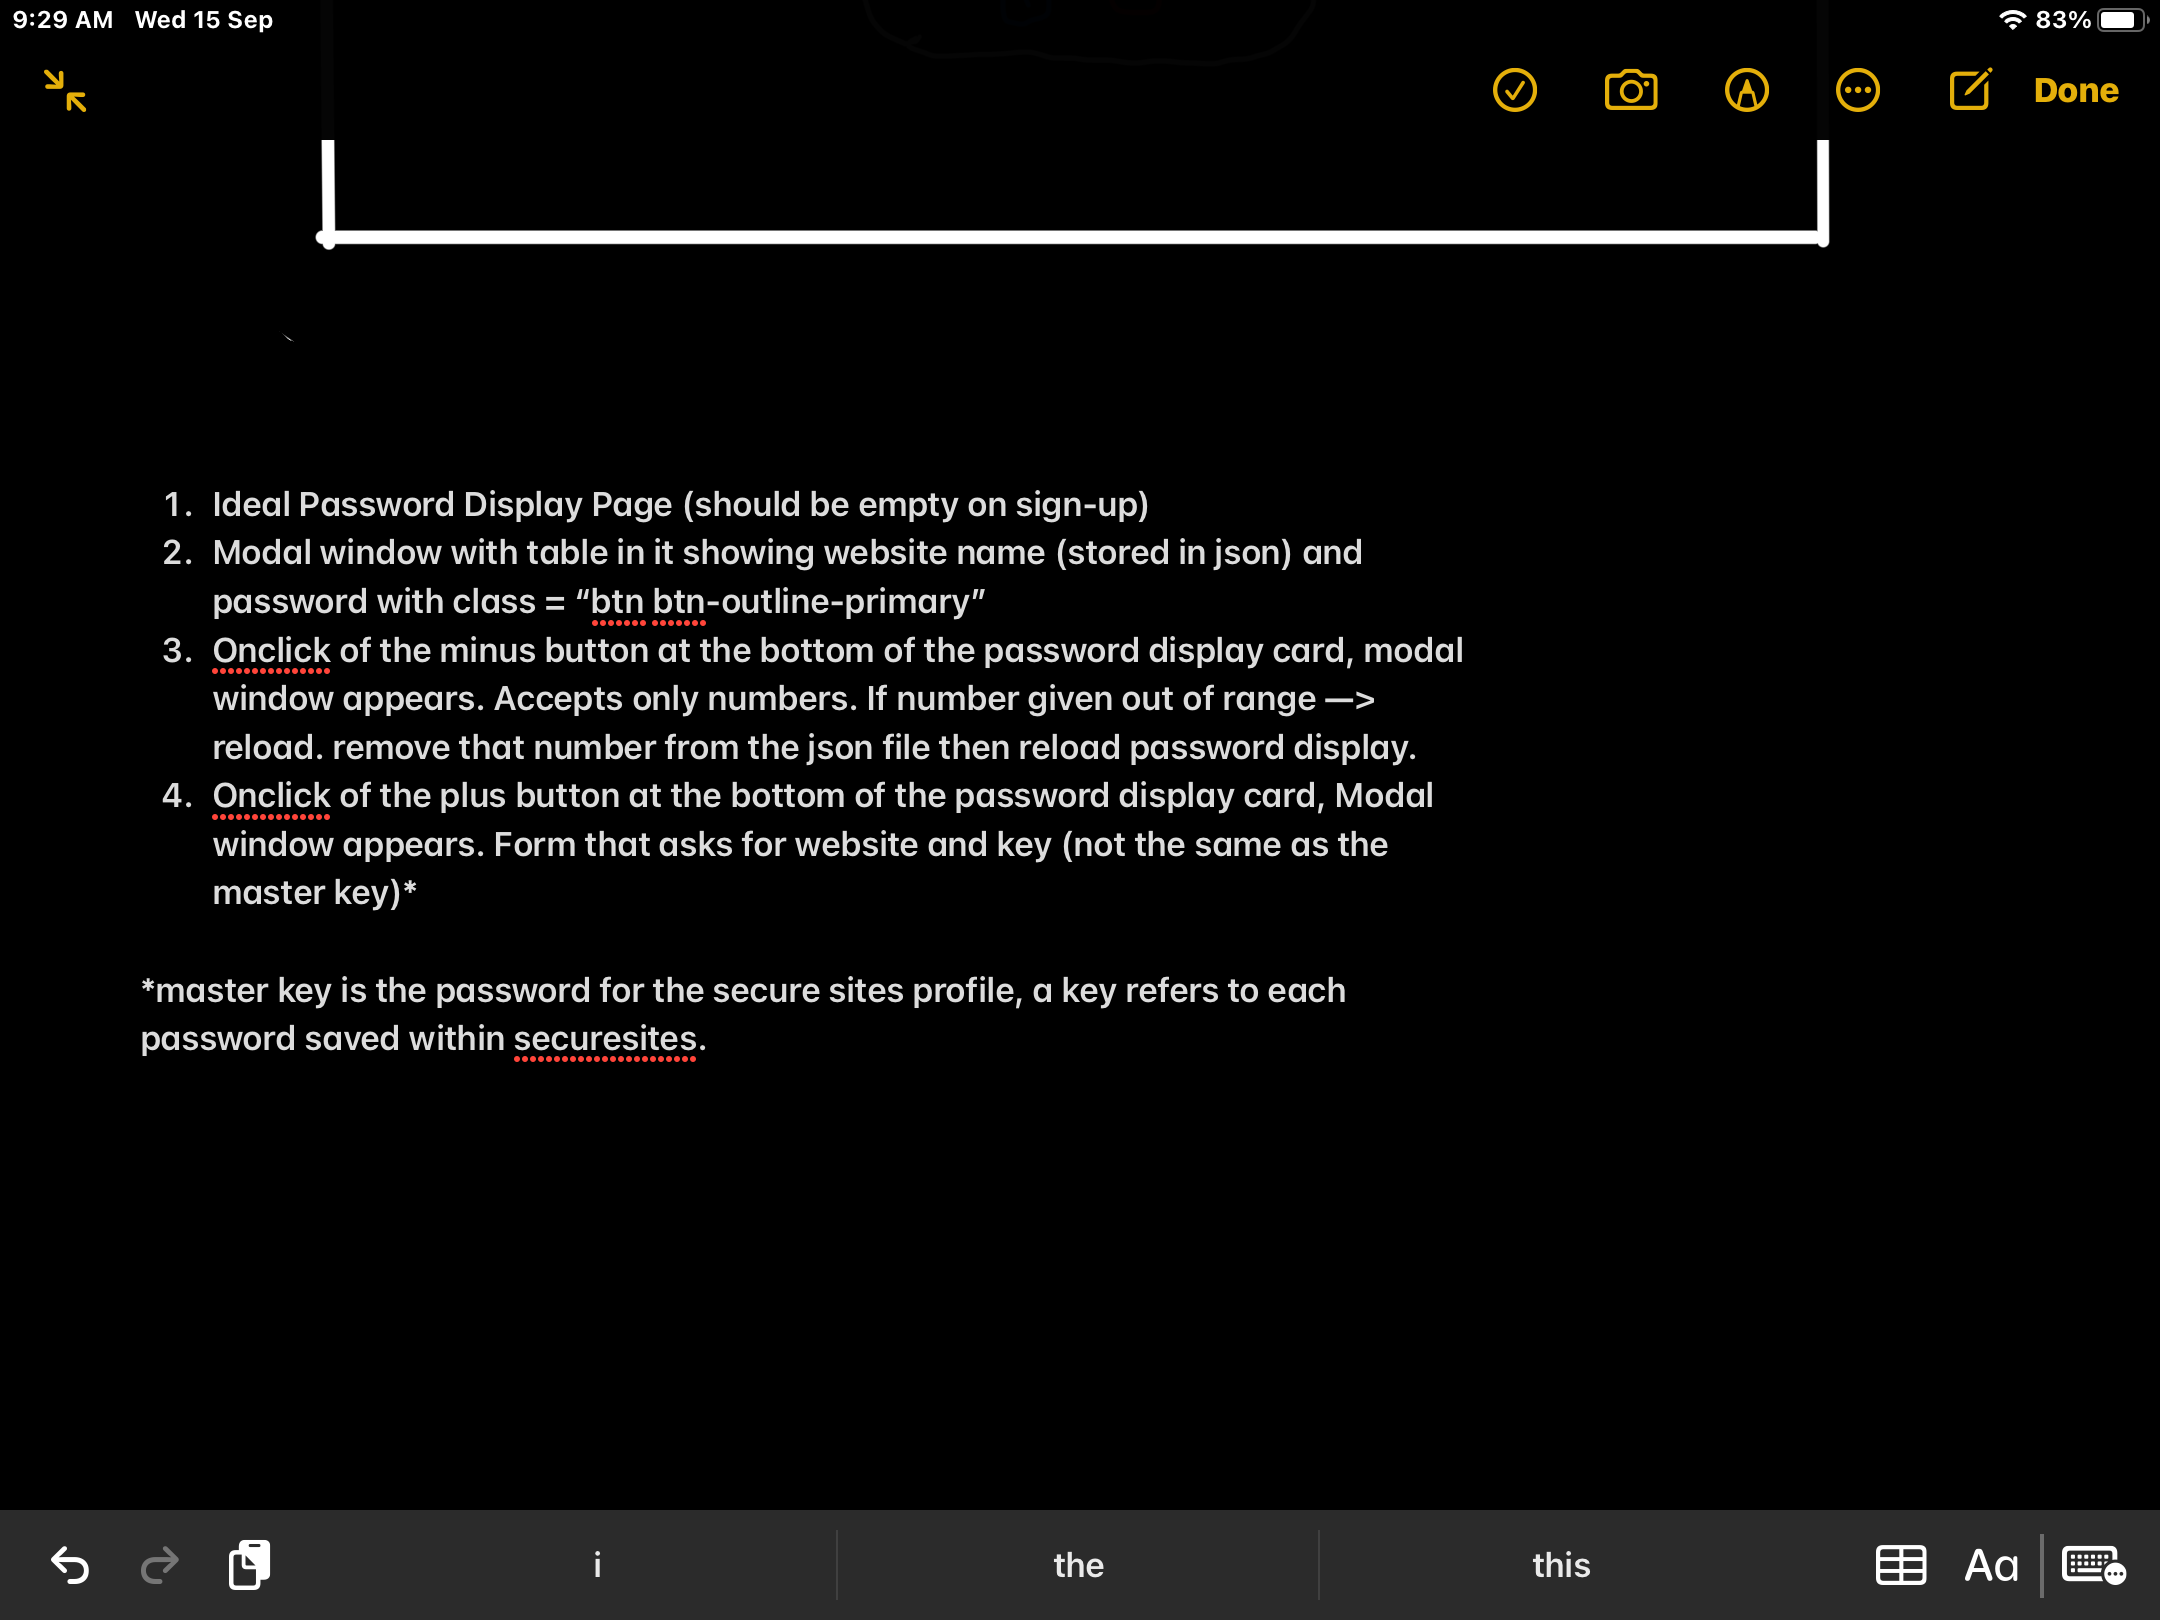 9:29 AM Wed 15 Sep 83%
Done
1. Ideal Password Display Page (should be empty on sign-up)
2. Modal window with table in it showing website name (stored in json) and
password with class = “btn btn-outline-primary”
3. Onclick of the minus button at the bottom of the password display card, modal
window appears. Accepts only numbers. If number given out of range —>
reload. remove that number from the json file then reload password display.
4. Onclick of the plus button at the bottom of the password display card, Modal
window appears. Form that asks for website and key (not the same as the
master key)*
*master key is the password for the secure sites profile, a key refers to each
password saved within securesites.
i the this Aa